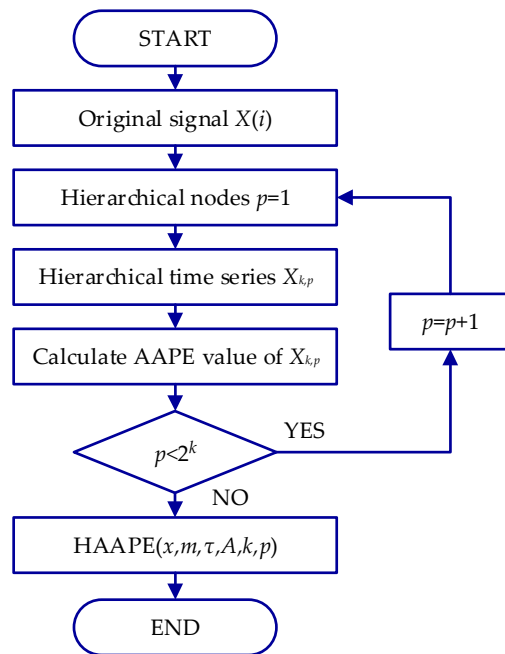 START
Original signal X(i)
Hierarchical nodes p=1
Hierarchical time series Xk,p
p=p+1
Calculate AAPE value of Xk,p
YES
p<2^k
NO
HAAPE(x,m,τ,A,k,p)
END